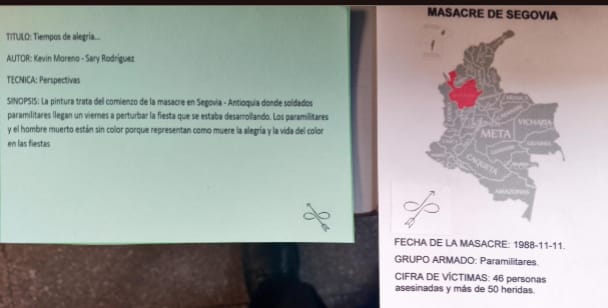 TITULO: Tiempos de alegria...
AUTOR: Kevin Moreno - Sary Rodriguez
TECNICA: Perspectivas
SINOPSIS: La pintura trata del comienzo de la masacre en Segovia - Antioquia donde soldados
paramilitares llegan un viernes a perturbar la fiesta que se estaba desarrollando. Los paramilitares
y el hombre muerto están sin color porque representan como muere la alegría y la vida del color
en las fiestas
MASACRE DE SEGOVIA
META
VICHADA
CAQUETA
AMAZONAS
FECHA DE LA MASACRE: 1988-11-11.
GRUPO ARMADO: Paramilitares.
CIFRA DE VÍCTIMAS: 46 personas
asesinadas y más de 50 heridas.